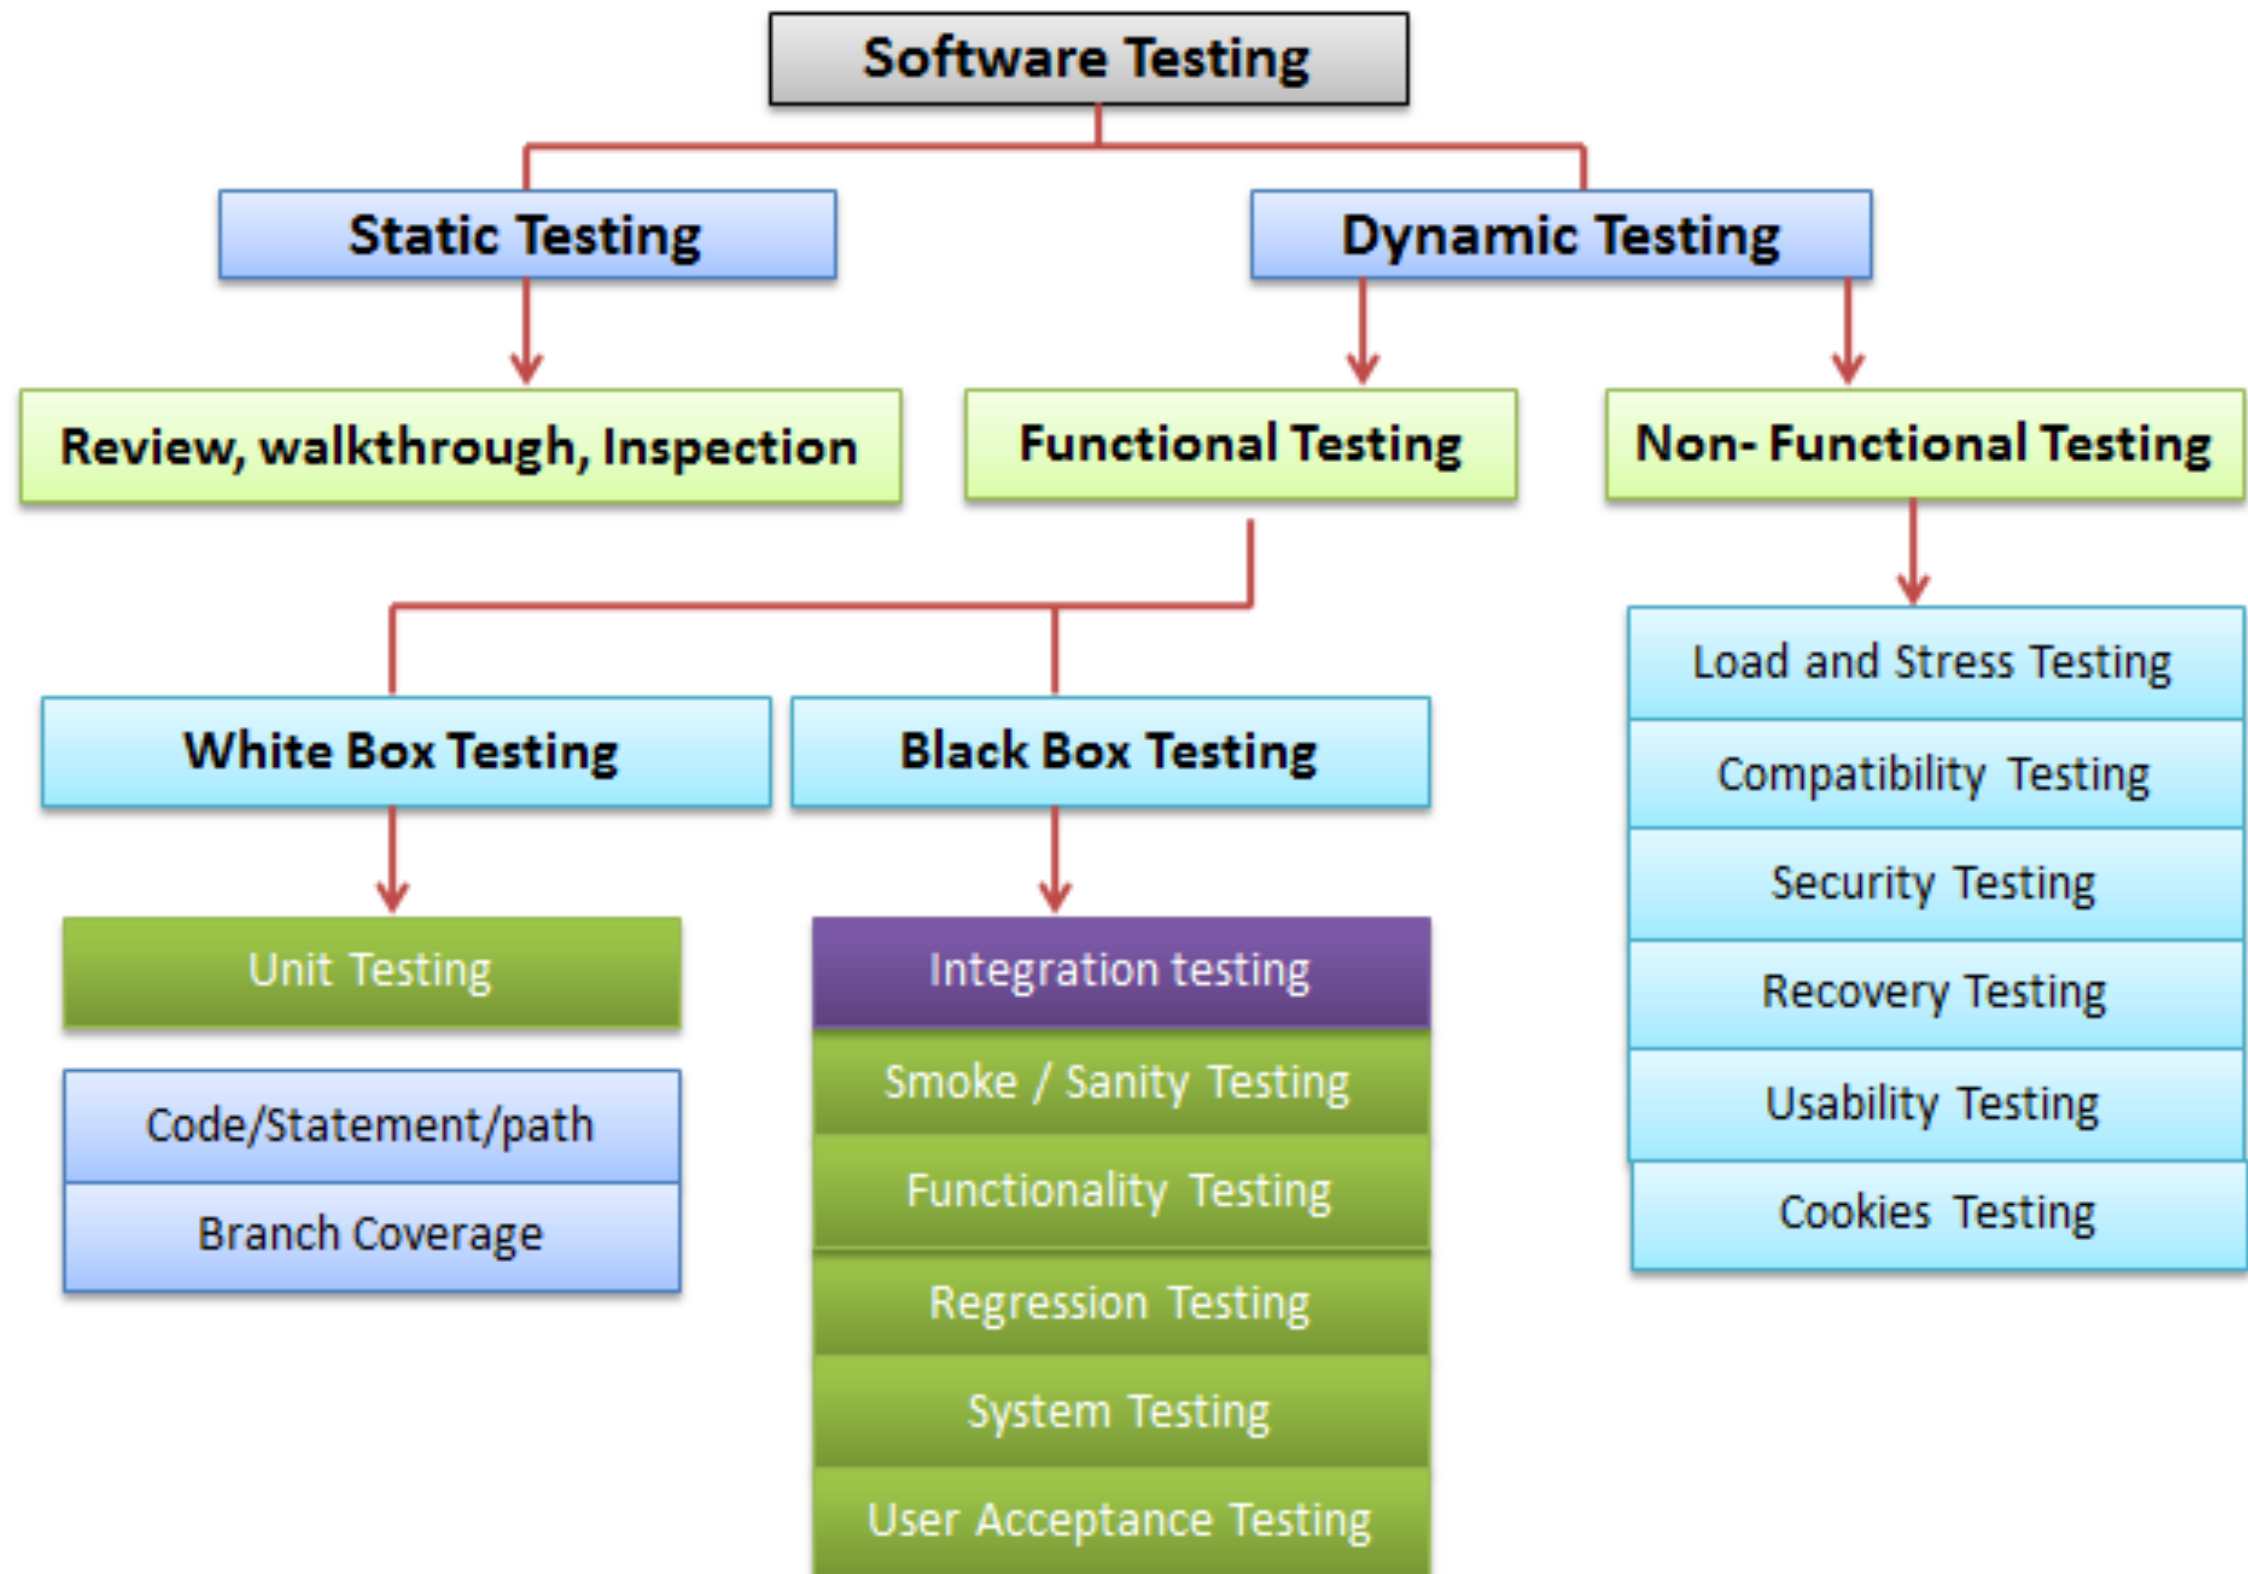 Software Testing
Static Testing
Dynamic Testing
Review, walkthrough, Inspection
Functional Testing
Non- Functional Testing
White Box Testing
Black Box Testing
Unit Testing
Code/Statement/path
Branch Coverage
Integration testing
Smoke / Sanity Testing
Functionality Testing
Regression Testing
System Testing
User Acceptance Testing
Load and Stress Testing
Compatibility Testing
Security Testing
Recovery Testing
Usability Testing
Cookies Testing